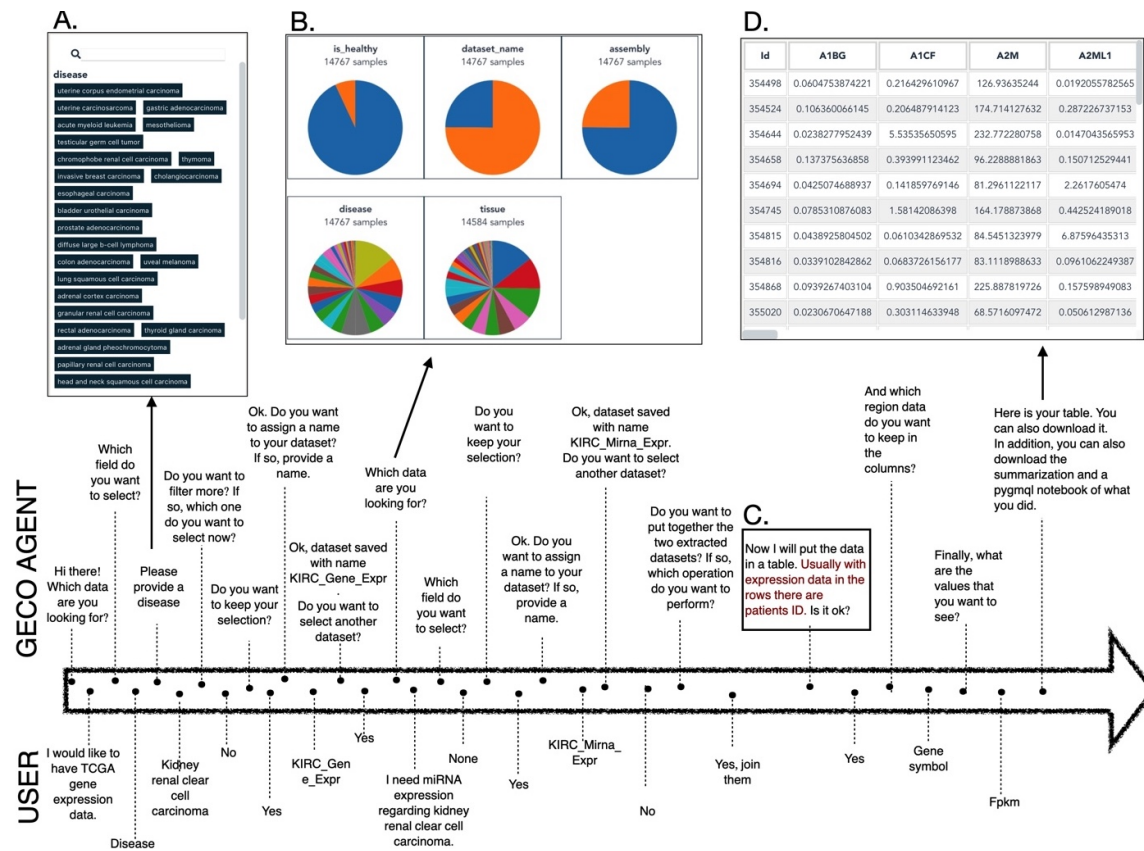 A.
disease
uterine corpus endometrial carcinoma
uterine carcinosarcoma gastric adenocarcinoma
acute myeloid leukemia mesothelioma
testicular germ cell tumor
chromophobe renal cell carcinoma thymoma
invasive breast carcinoma cholangiocarcinoma
esophageal carcinoma
bladder urothelial carcinoma
prostate adenocarcinoma
diffuse large b-cell lymphoma
colon adenocarcinoma uveal melanoma
lung squamous cell carcinoma
adrenal cortex carcinoma
granular renal cell carcinoma
rectal adenocarcinoma thyroid gland carcinoma
adrenal gland pheochromocytoma
papillary renal cell carcinoma
head and neck squamous cell carcinoma
B.
is_healthy
14767 samples
dataset_name
14767 samples
assembly
14767 samples
disease
14767 samples
tissue
14584 samples
D.
Id A1BG A1CF A2M A2ML1
354498 0.0604753874221 0.216429610967 126.93635244 0.0192055782565
354524 0.106360066145 0.206487914123 174.714127632 0.287226737153
354644 0.0238277952439 5.53535650595 232.772280758 0.0147043565953
354658 0.137375636858 0.393991123462 96.2288881863 0.150712529441
354694 0.0425074688937 0.141859769146 81.2961122117 2.2617605474
354745 0.0785310876083 1.58142086398 164.178873868 0.442524189018
354815 0.0438925804502 0.0610342869532 84.5451323979 6.87596435313
354816 0.0339102842862 0.0683726156177 83.1118988633 0.0961062249387
354868 0.0939267403104 0.903504692161 225.887819726 0.157598949083
355020 0.0230670647188 0.303114633948 68.5716097472 0.050612987136
GECO AGENT
Hi there!
Which data
are you
looking for?
Which field do
you want
to select?
Please
provide a
disease
Do you want to
filter more? If
so, which one
do you want to
select now?
Do you want
to keep your
selection?
Ok. Do you want
to assign a name
to your dataset?
If so, provide a
name.
Ok, dataset saved
with name
KIRC_Gene_Expr
.
Do you want to
select another
dataset?
Which data
are you
looking for?
Which
field do
you want
to select?
Do you
want to
keep your
selection?
Ok. Do you
want to assign
a name to your
dataset? If so,
provide a
name.
Ok, dataset saved
with name
KIRC_Mirna_Expr.
Do you want to select
another dataset?
Do you want to
put together the
two extracted
datasets? If so,
which operation
do you want to
perform?
C.
Now I will put the data
in a table. Usually with
expression data in the
rows there are
patients ID. Is it ok?
And which
region data
do you want
to keep in
the
columns?
Finally, what
are the
values that
you want to
see?
Here is your table. You
can also download it.
In addition, you can also
download the
summarization and a
pygmql notebook of what
you did.
USER
I would like to
have TCGA
gene
expression
data.
Disease
Kidney
renal clear
cell
carcinoma
No
Yes
KIRC_Gen
e_Expr
Yes
I need miRNA
expression
regarding kidney
renal clear cell
carcinoma.
None
Yes
KIRC_Mirna_
Expr
No
Yes, join
them
Yes
Gene
symbol
Fpkm